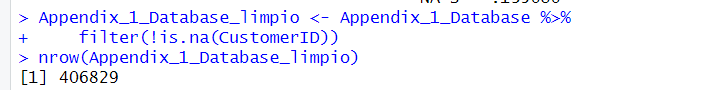 > Appendix_1_Database_limpio <- Appendix_1_Database %>%
+     filter(!is.na(CustomerID))
> nrow(Appendix_1_Database_limpio)
[1] 406829